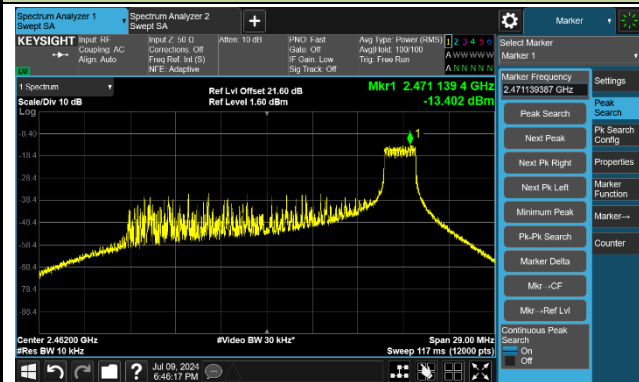 Spectrum Analyzer 1
Swept SA
Spectrum Analyzer 2
Swept SA
+
Marker
KEYSIGHT
Input: RF
Coupling: AC
Align: Auto
Input Z: 50 Ω
Corrections: Off
Freq Ref: Int (S)
NFE: Adaptive
Atten: 10 dB
PNO: Fast
Gate: Off
IF Gain: Low
Sig Track: Off
Avg Type: Power (RMS)
Avg|Hold: 100/100
Trig: Free Run
1 2 3 4 5 6
A W W W W W
A N N N N N
LV
Select Marker
Marker 1
1 Spectrum
Scale/Div 10 dB
Log
Ref Lvl Offset 21.60 dB
Ref Level 1.60 dBm
Mkr1 2.471 139 4 GHz
-13.402 dBm
Marker Frequency
2.471139387 GHz
Settings
Peak Search
Peak
Search
Next Peak
Pk Search
Config
Next Pk Right
Properties
Next Pk Left
Marker
Function
Minimum Peak
Marker→
Pk-Pk Search
Counter
Marker Delta
Mkr→CF
Mkr→Ref Lvl
Continuous Peak
Search
On
Off
1
-8.40
-18.4
-28.4
-38.4
-48.4
-58.4
-68.4
-78.4
-88.4
Center 2.46200 GHz
#Res BW 10 kHz
#Video BW 30 kHz*
Span 29.00 MHz
Sweep 117 ms (12000 pts)
?
Jul 09, 2024
6:46:17 PM